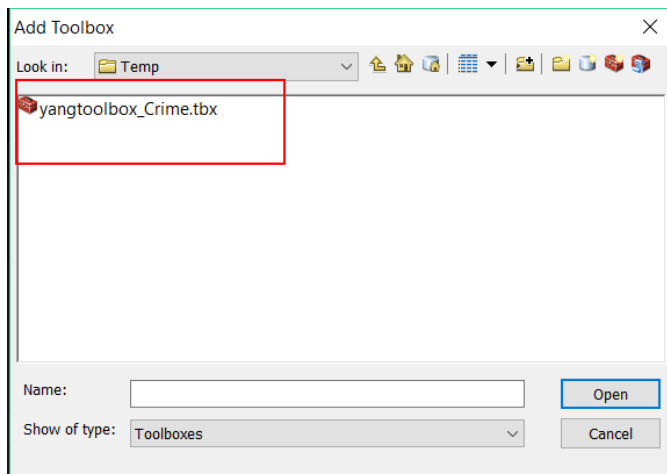 Add Toolbox
Look in: Temp
yangtoolbox_Crime.tbx
Name:
Open
Show of type: Toolboxes
Cancel